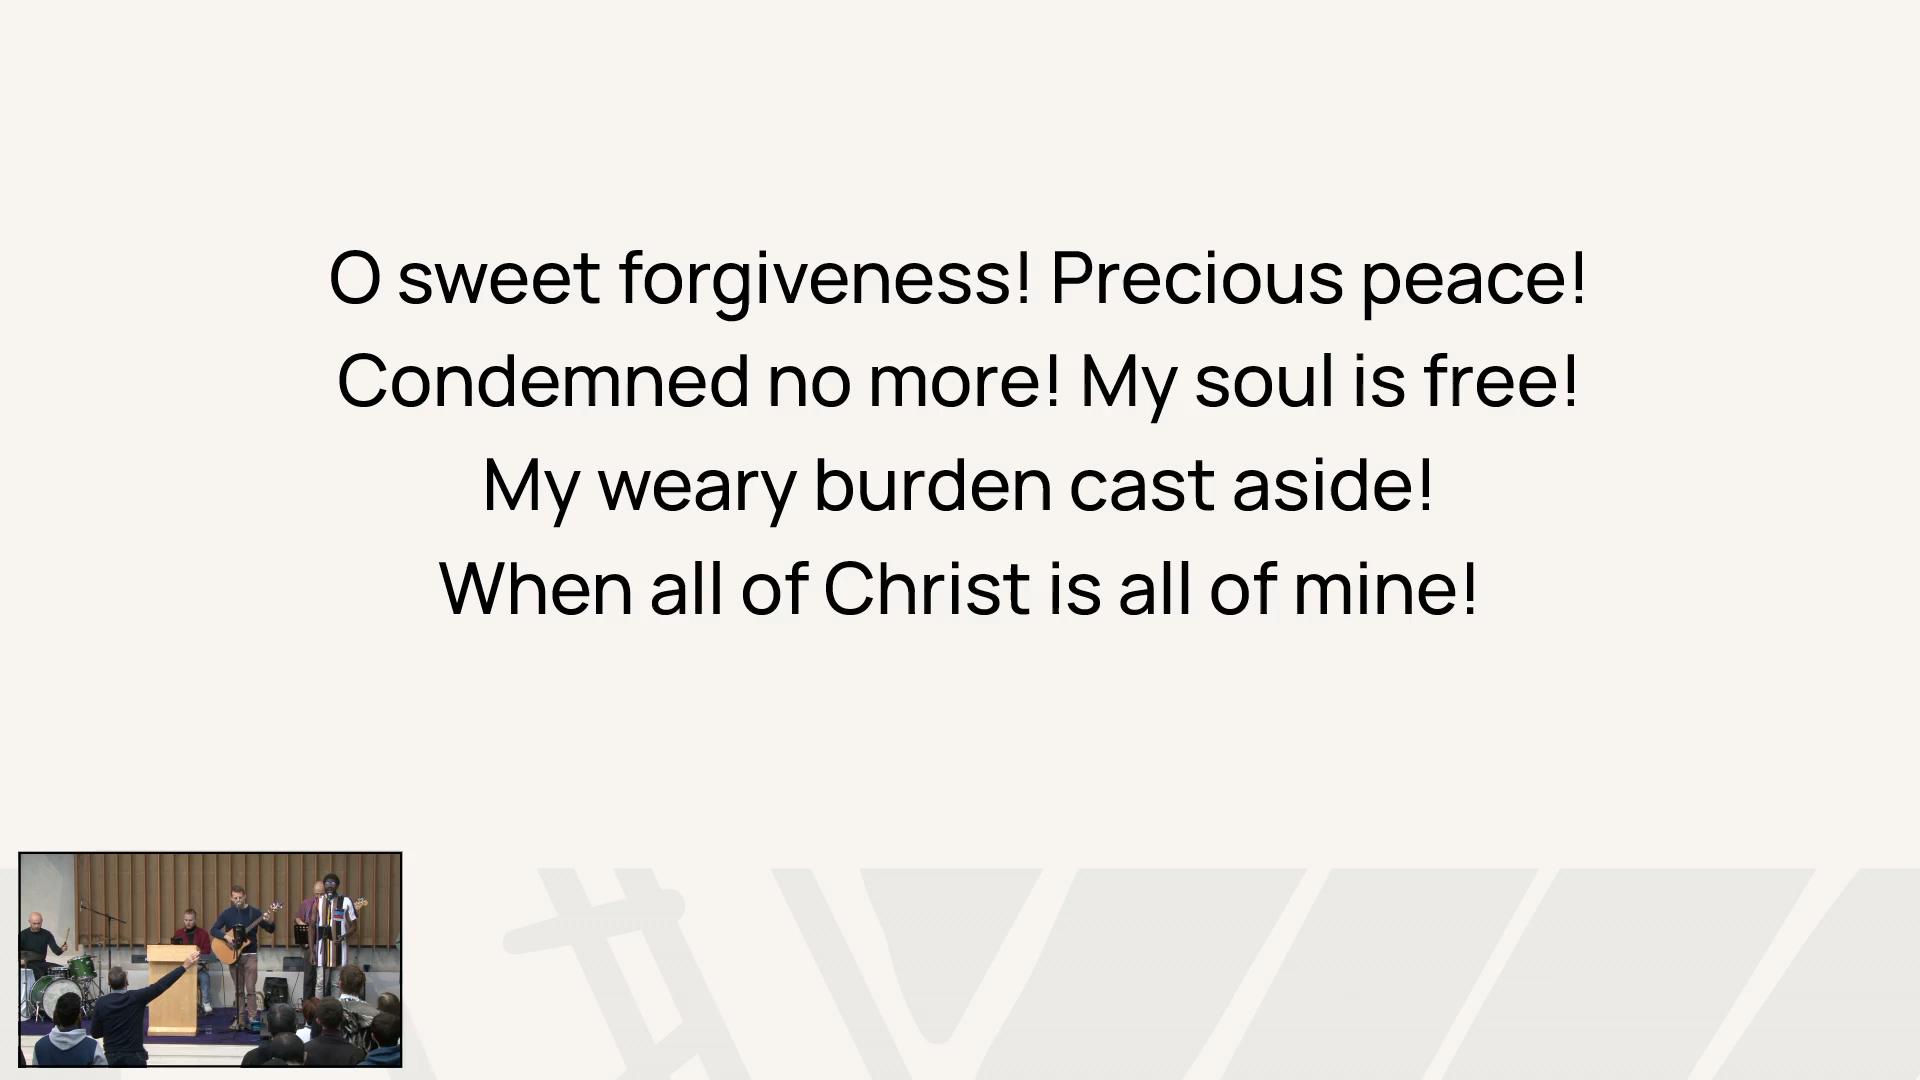 O sweet forgiveness! Precious peace!
Condemned no more! My soul is free!
My weary burden cast aside!
When all of Christ is all of mine!